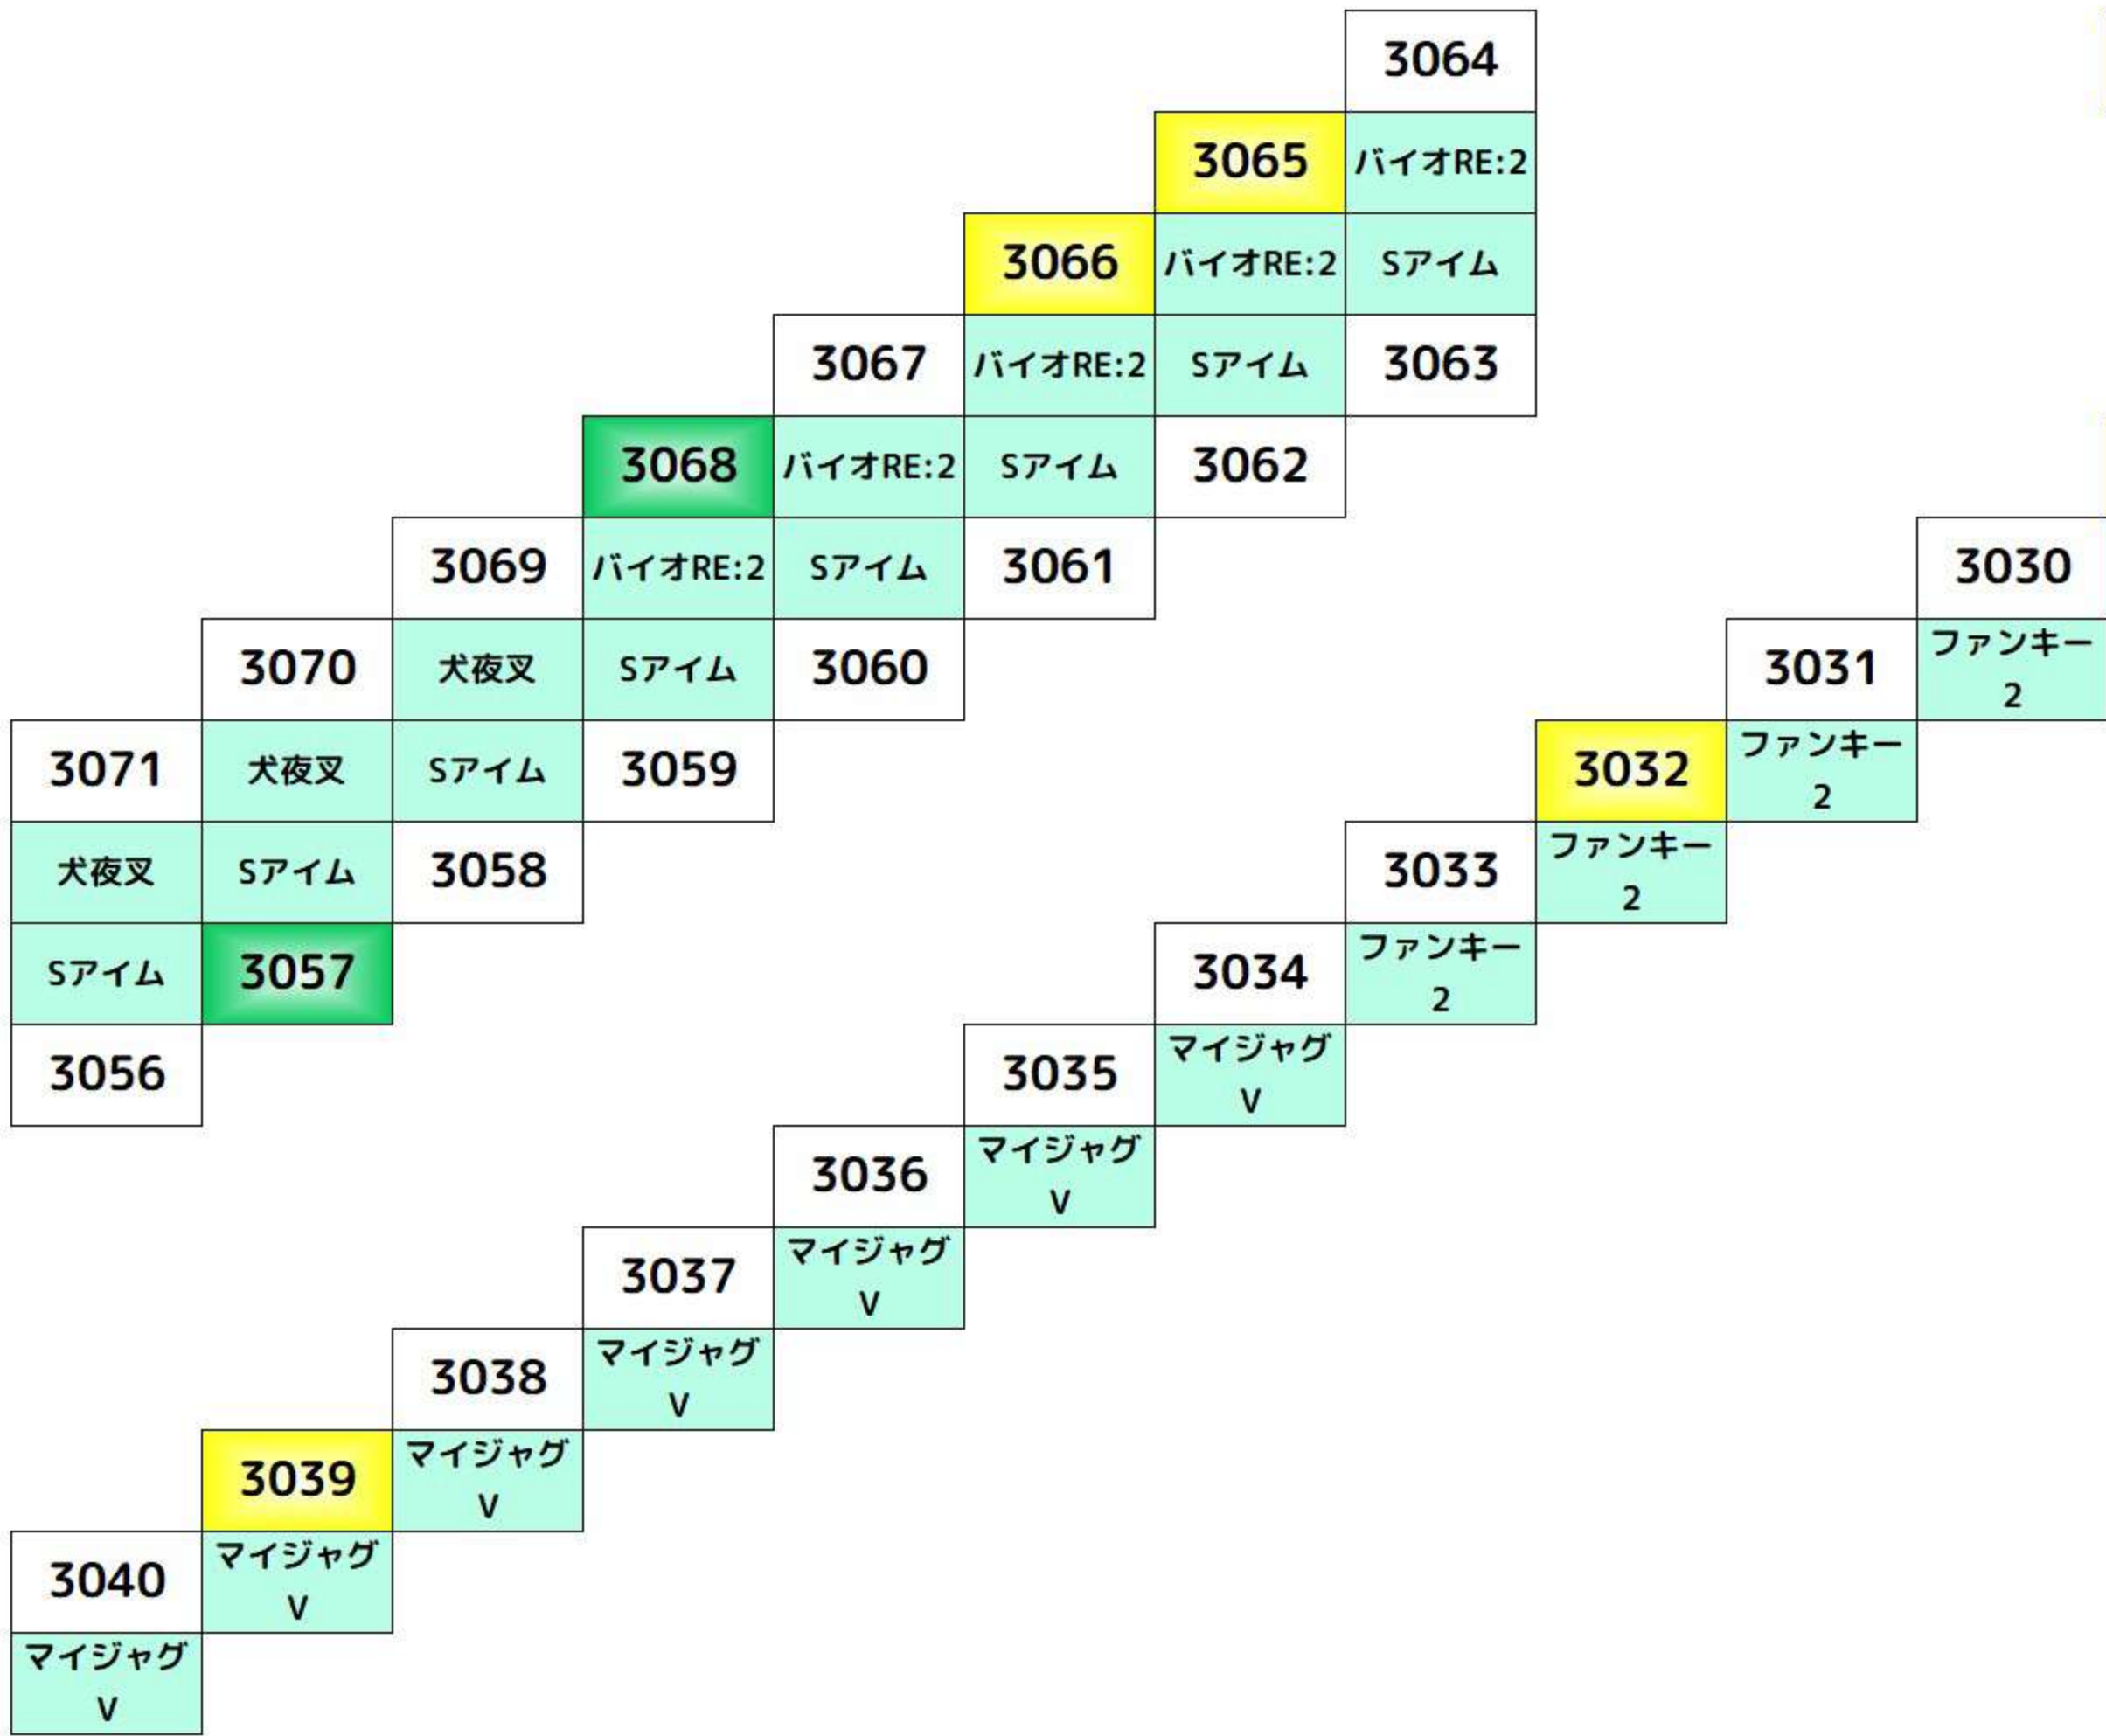 3064
3065 バイオRE:2
3066 バイオRE:2 Sアイム
3067 バイオRE:2 Sアイム 3063
3068 バイオRE:2 Sアイム 3062
3069 バイオRE:2 Sアイム 3061
3030
3070 犬夜叉 Sアイム 3060
3031
ファンキー
2
3071 犬夜叉 Sアイム 3059
3032
ファンキー
2
犬夜叉 Sアイム 3058
3033
ファンキー
2
Sアイム 3057
3034
ファンキー
2
3056
3035
マイジャグ
V
3036
マイジャグ
V
3037
マイジャグ
V
3038
マイジャグ
V
3039
マイジャグ
V
3040
マイジャグ
V
マイジャグ
V